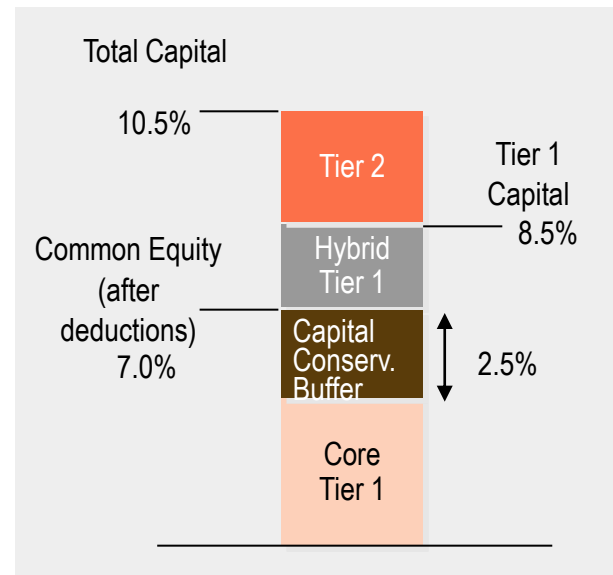 Total Capital
10.5%
Tier 2
Tier 1
Capital
8.5%
Common Equity
(after
deductions)
7.0%
Hybrid
Tier 1
Capital
Conserv.
Buffer
2.5%
Core
Tier 1